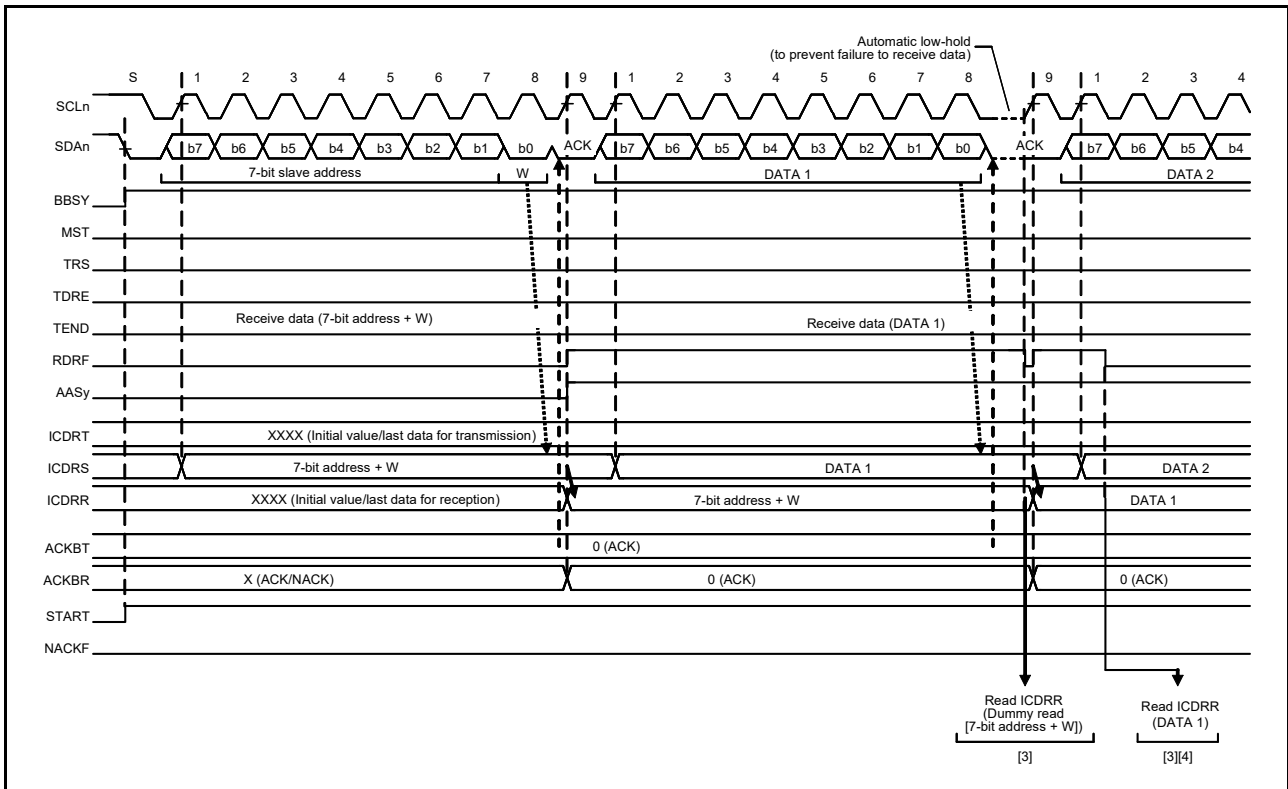 Automatic low-hold
(to prevent failure to receive data)
S 1 2 3 4 5 6 7 8 9 1 2 3 4 5 6 7 8 9 1 2 3 4
SCLn
SDAn b7 b6 b5 b4 b3 b2 b1 b0 ACK b7 b6 b5 b4 b3 b2 b1 b0 ACK b7 b6 b5 b4
7-bit slave address W DATA 1 DATA 2
BBSY
MST
TRS
TDRE
Receive data (7-bit address + W) Receive data (DATA 1)
TEND
RDRF
AASy
ICDRT XXXX (Initial value/last data for transmission)
ICDRS 7-bit address + W DATA 1 DATA 2
ICDRR XXXX (Initial value/last data for reception) 7-bit address + W DATA 1
ACKBT 0 (ACK)
ACKBR X (ACK/NACK) 0 (ACK) 0 (ACK)
START
NACKF
Read ICDRR
(Dummy read
[7-bit address + W])
[3]
Read ICDRR
(DATA 1)
[3][4]